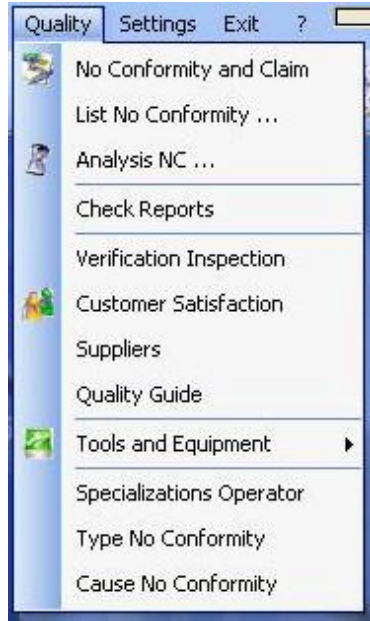 Quality Settings Exit ?
No Conformity and Claim
List No Conformity ...
Analysis NC ...
Check Reports
Verification Inspection
Customer Satisfaction
Suppliers
Quality Guide
Tools and Equipment
Specializations Operator
Type No Conformity
Cause No Conformity